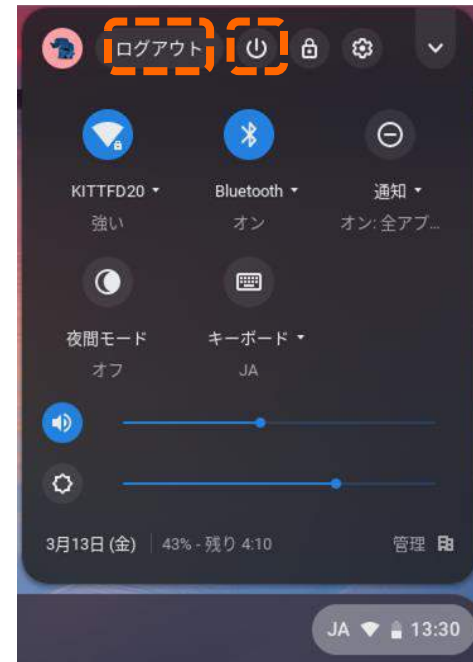 ログアウト
KITTFD20 Bluetooth 通知
強い オン オン: 全アプ...
夜間モード キーボード
オフ JA
3月13日 (金) 43% - 残り 4:10 管理
JA 13:30